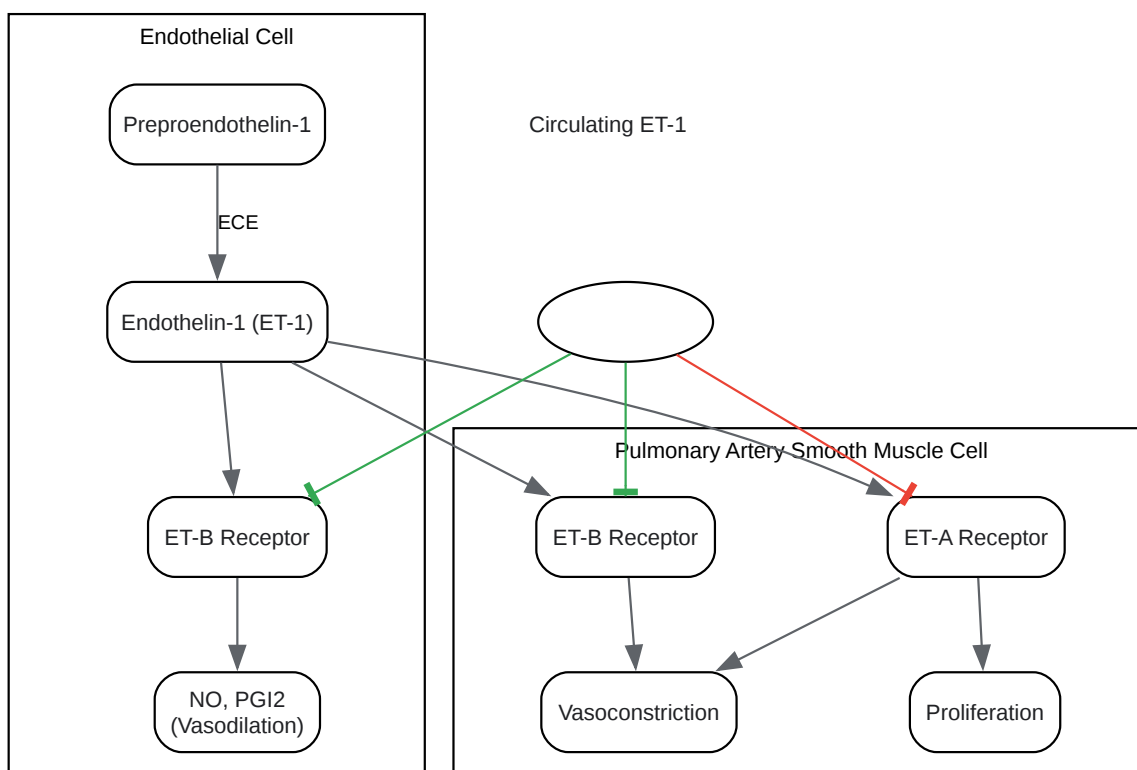 Endothelial Cell
Preproendothelin-1
Circulating ET-1
ECE
Endothelin-1 (ET-1)
Pulmonary Artery Smooth Muscle Cell
ET-B Receptor
ET-B Receptor
ET-A Receptor
NO, PGI2
(Vasodilation)
Vasoconstriction
Proliferation